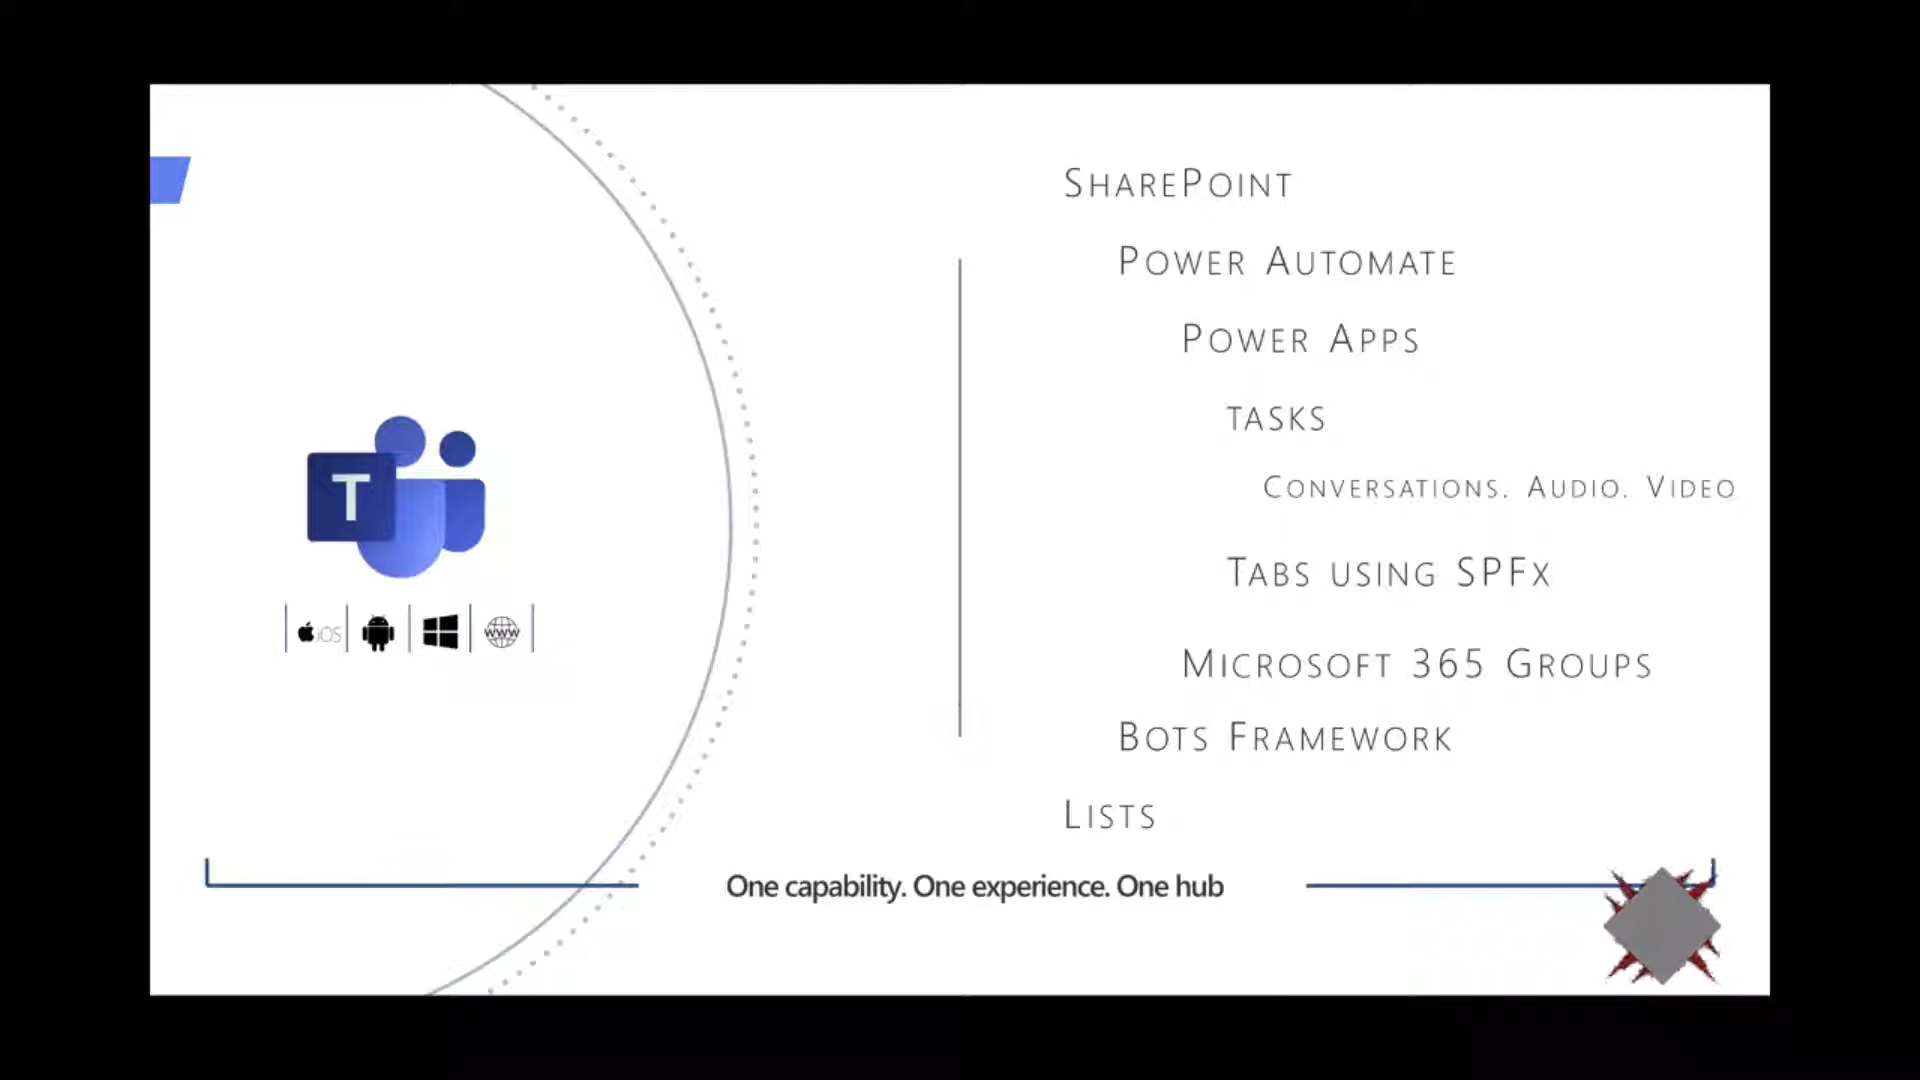 SHAREPOINT
POWER AUTOMATE
POWER APPS
TASKS
CONVERSATIONS. AUDIO. VIDEO
TABS USING SPFX
MICROSOFT 365 GROUPS
BOTS FRAMEWORK
LISTS
T
iOS
WWW
One capability. One experience. One hub